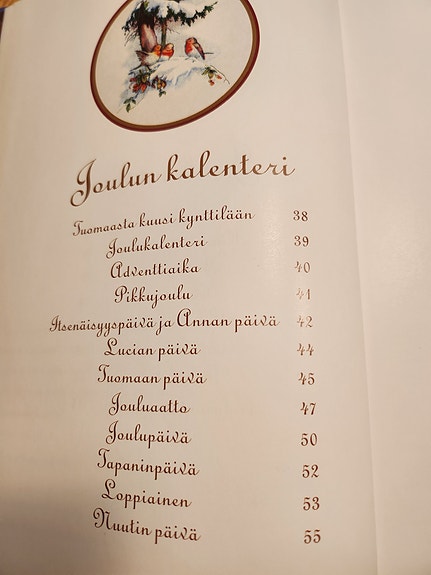 Joulun kalenteri
Tuomaasta kuusi kynttilään 38
Joulukalenteri 39
Adventtiaika 40
Pikkujoulu 41
Itsenäisyyspäivä ja Annan päivä 42
Lucian päivä 44
Tuomaan päivä 45
Jouluaatto 47
Joulupäivä 50
Tapaninpäivä 52
Loppiainen 53
Nuutin päivä 55